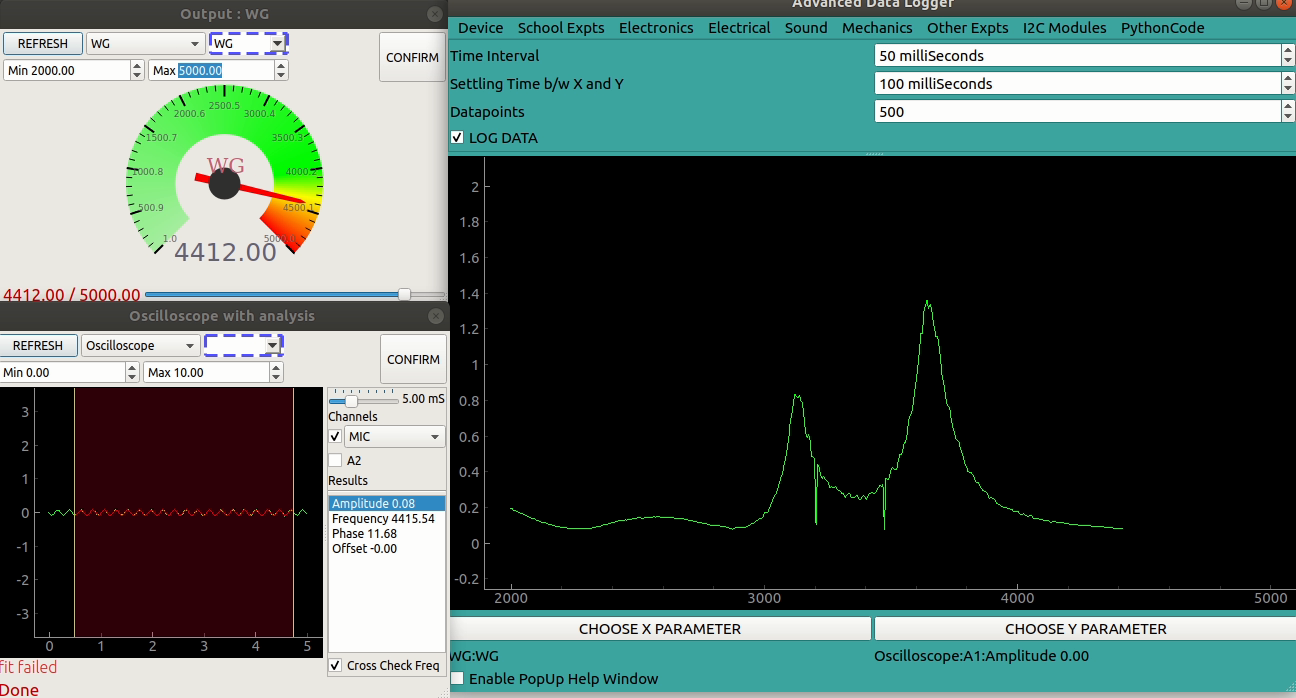 Output : WG
REFRESH
WG
WG
CONFIRM
Min 2000.00
Max 5000.00
1.0
500.9
1000.8
1500.7
2000.6
2500.5
3000.4
3500.3
4000.2
4500.1
WG
4412.00
4412.00 / 5000.00
Oscilloscope with analysis
REFRESH
Oscilloscope
CONFIRM
Min 0.00
Max 10.00
3
2
1
0
-1
-2
-3
0 1 2 3 4 5
5.00 mS
Channels
MIC
A2
Results
Amplitude 0.08
Frequency 4415.54
Phase 11.68
Offset -0.00
Cross Check Freq
fit failed
Done
Advanced Data Logger
Device School Expts Electronics Electrical Sound Mechanics Other Expts I2C Modules PythonCode
Time Interval
50 milliSeconds
Settling Time b/w X and Y
100 milliSeconds
Datapoints
500
LOG DATA
2
1.8
1.6
1.4
1.2
1
0.8
0.6
0.4
0.2
0
-0.2
2000 3000 4000 5000
CHOOSE X PARAMETER
CHOOSE Y PARAMETER
WG:WG
Oscilloscope:A1:Amplitude 0.00
Enable PopUp Help Window